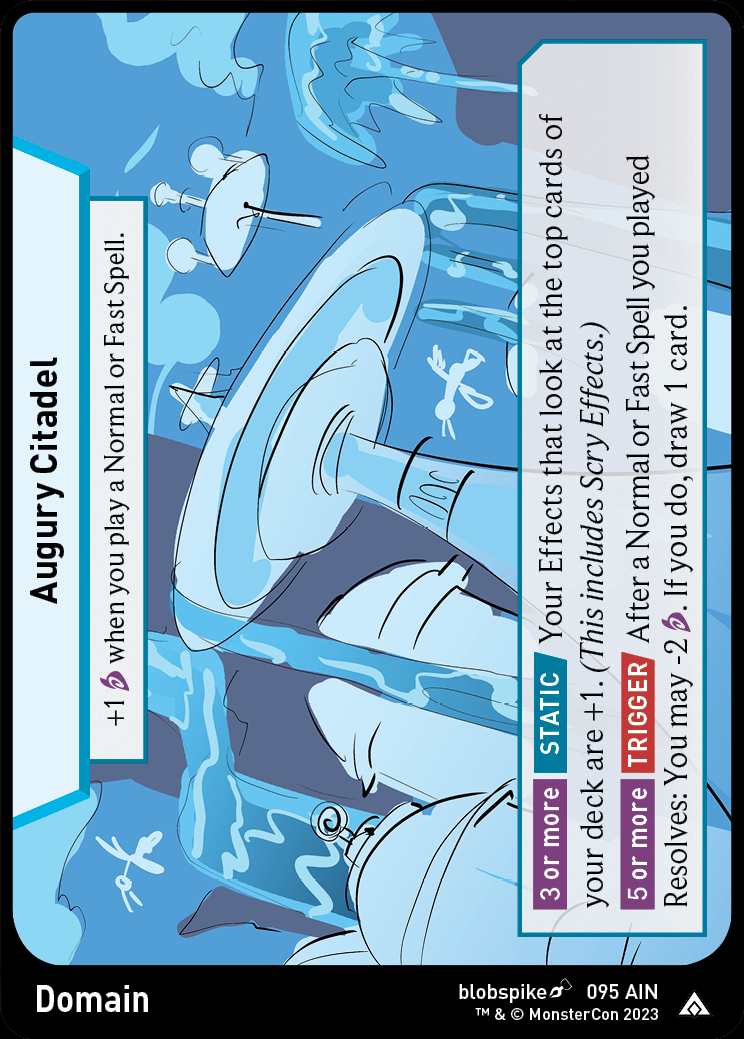 Augury Citadel
+1 when you play a Normal or Fast Spell.
3 or more STATIC Your Effects that look at the top cards of
your deck are +1. (This includes Scry Effects.)
5 or more TRIGGER After a Normal or Fast Spell you played
Resolves: You may -2 . If you do, draw 1 card.
Domain
blobspike 095 AIN
™ & © MonsterCon 2023